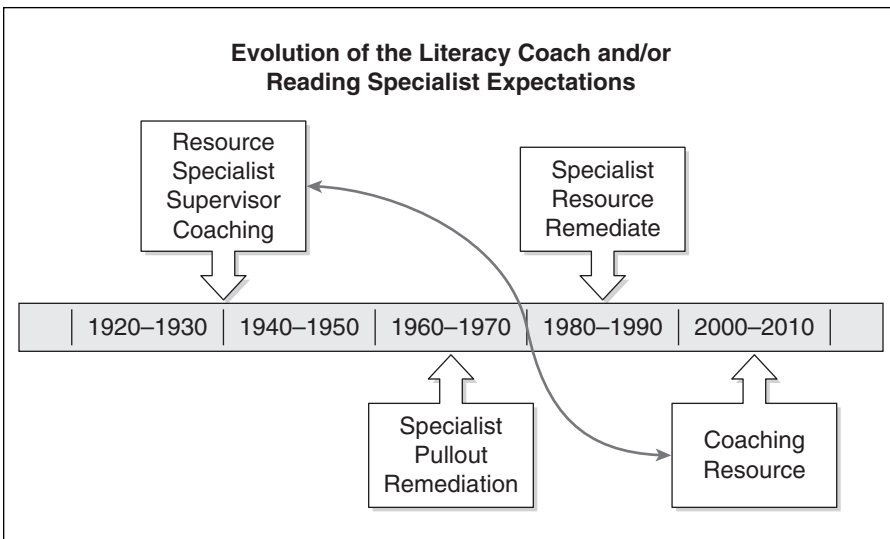 Evolution of the Literacy Coach and/or
Reading Specialist Expectations
Resource
Specialist
Supervisor
Coaching
Specialist
Resource
Remediate
1920–1930
1940–1950
1960–1970
1980–1990
2000–2010
Specialist
Pullout
Remediation
Coaching
Resource